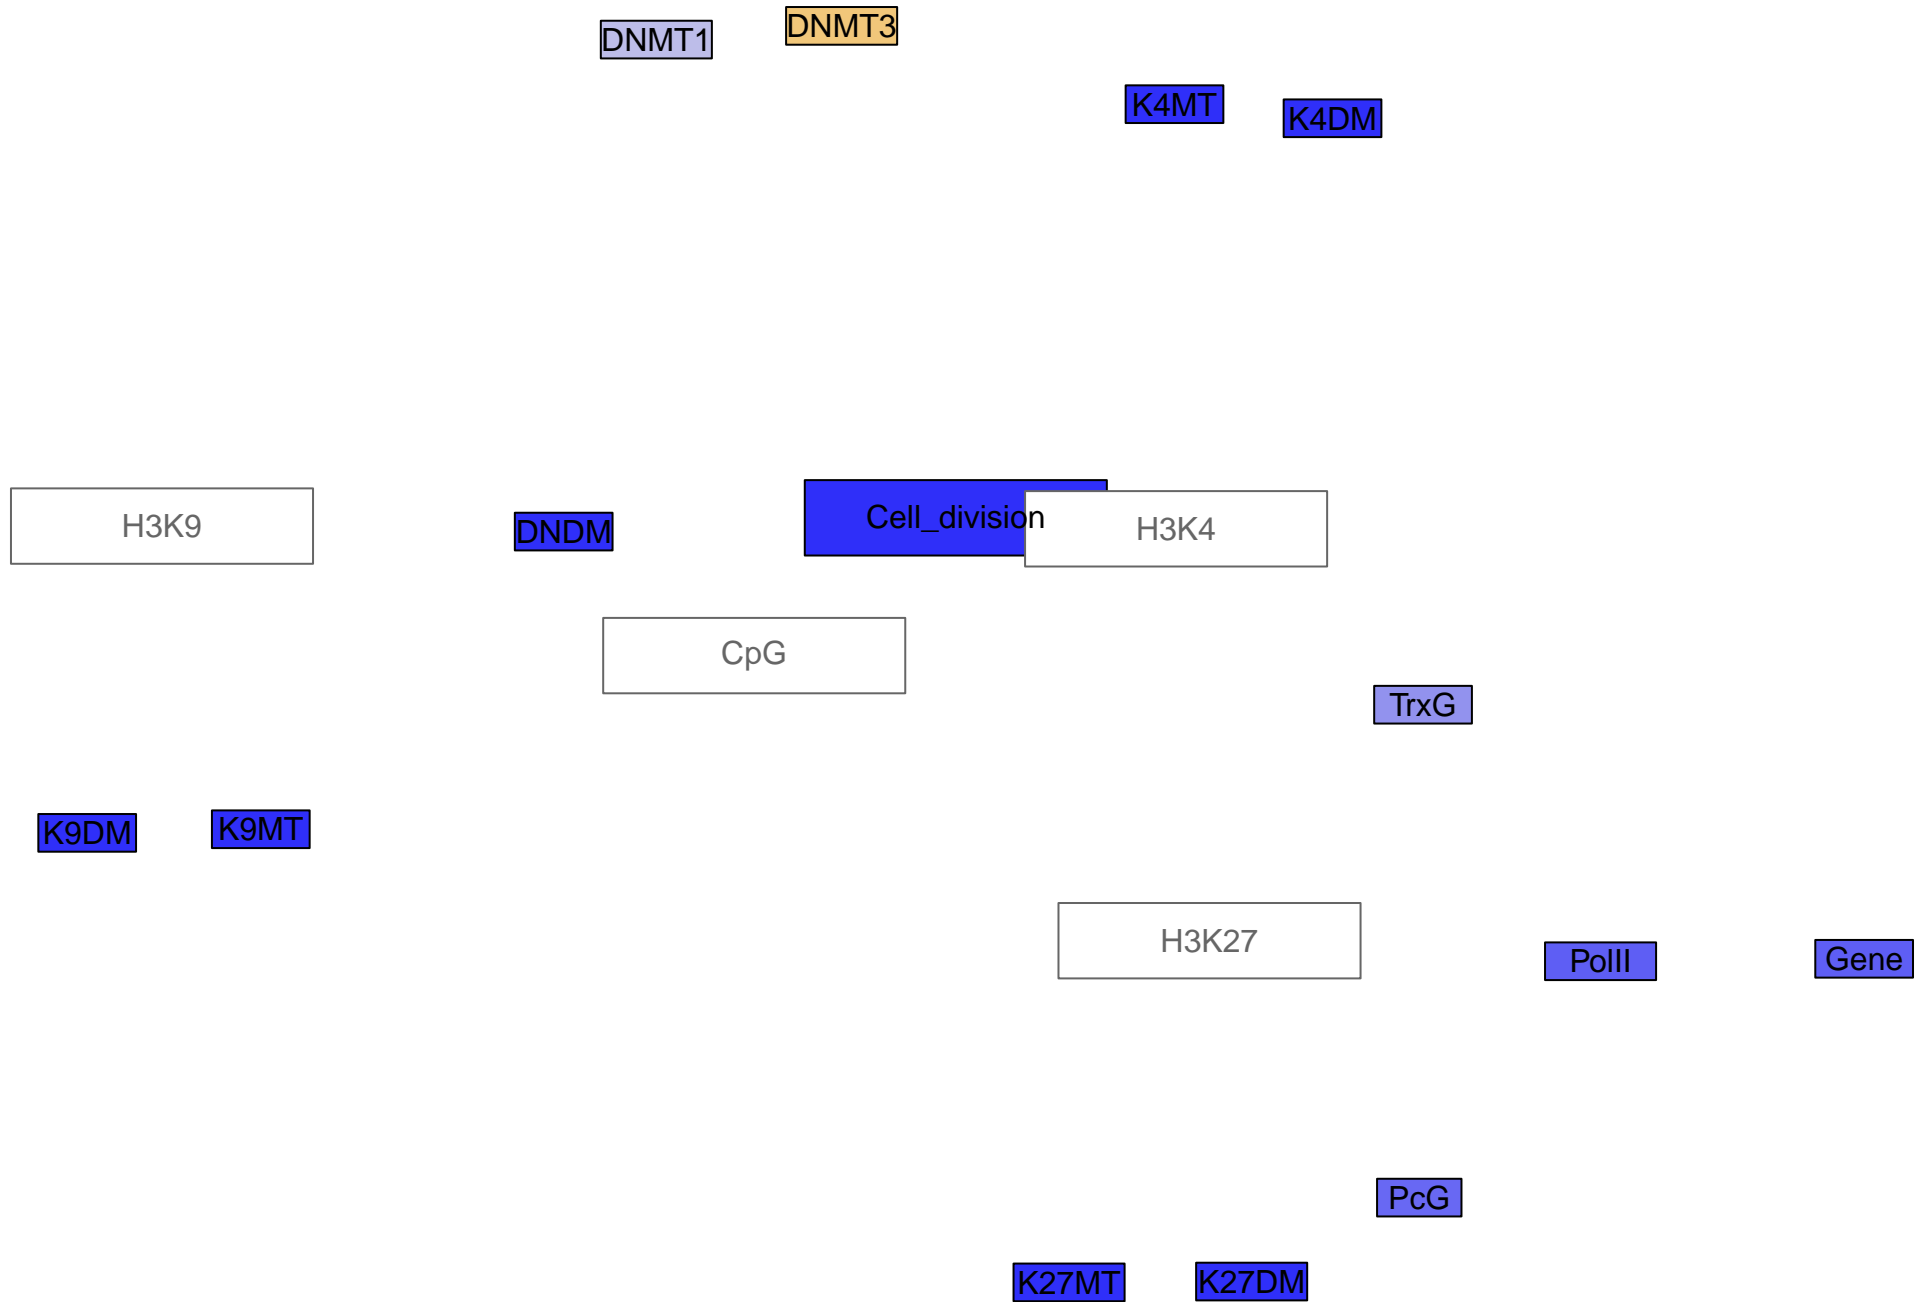 DNMT1
DNMT3
K4MT
K4DM
H3K9
DNDM
Cell_division
H3K4
CpG
TrxG
K9DM
K9MT
H3K27
PolII
Gene
PcG
K27MT
K27DM